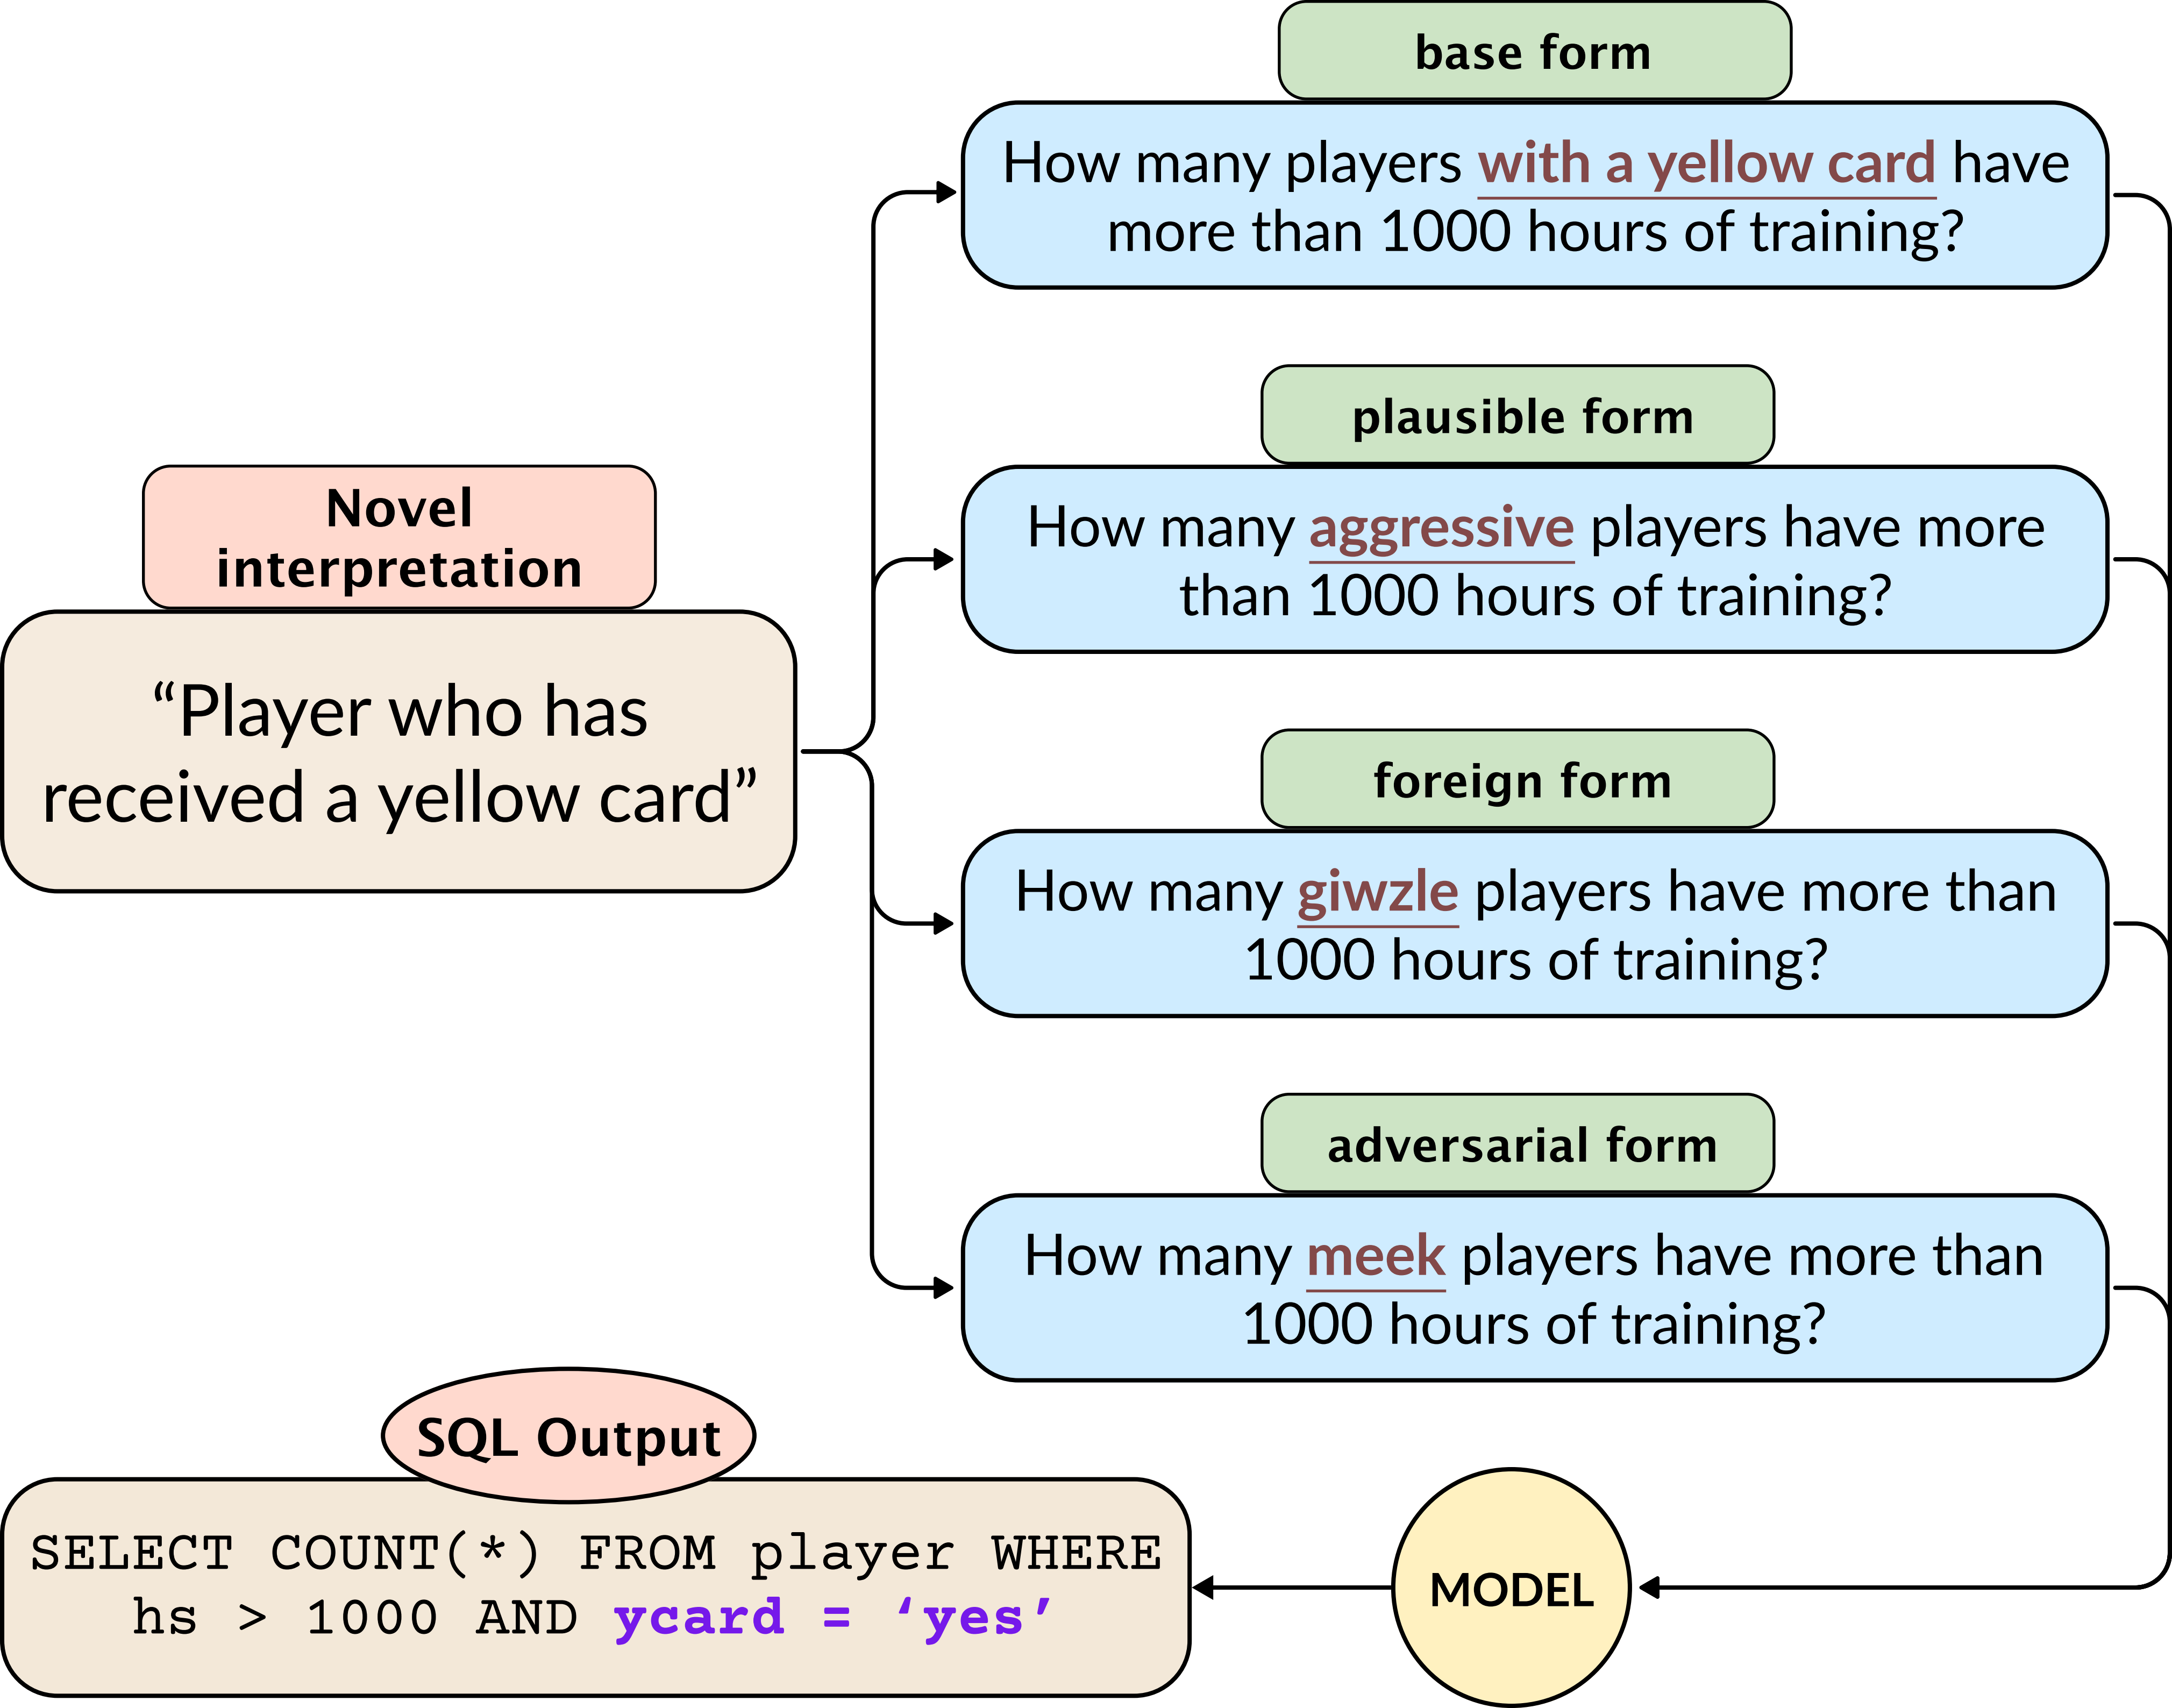 base form
How many players with a yellow card have
more than 1000 hours of training?
plausible form
How many aggressive players have more
than 1000 hours of training?
Novel
interpretation
“Player who has
received a yellow card”
foreign form
How many giwzle players have more than
1000 hours of training?
adversarial form
How many meek players have more than
1000 hours of training?
SQL Output
SELECT COUNT(*) FROM player WHERE
hs > 1000 AND ycard = ‘yes’
MODEL